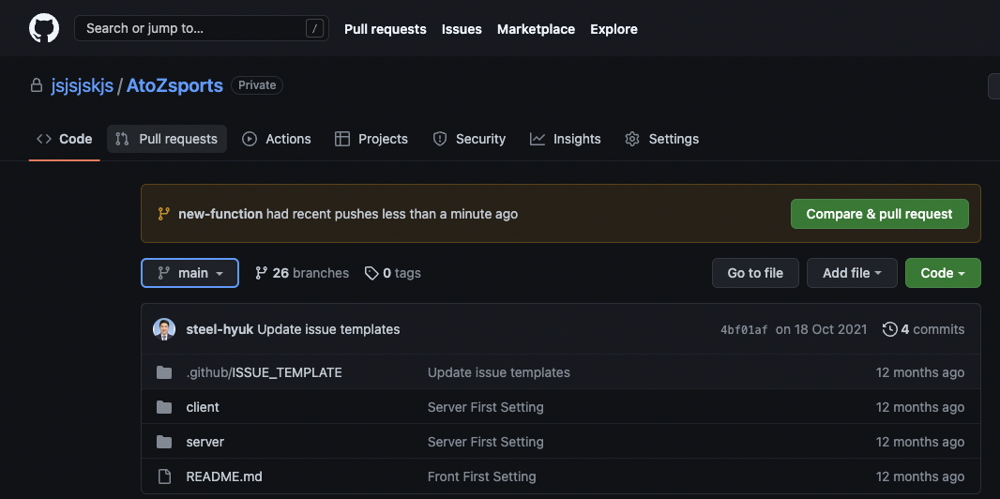 Search or jump to... /
Pull requests Issues Marketplace Explore
jsjsjskjs / AtoZsports Private
Code Pull requests Actions Projects Security Insights Settings
new-function had recent pushes less than a minute ago Compare & pull request
main 26 branches 0 tags Go to file Add file Code
steel-hyuk Update issue templates 4bf01af on 18 Oct 2021 4 commits
.github/ISSUE_TEMPLATE Update issue templates 12 months ago
client Server First Setting 12 months ago
server Server First Setting 12 months ago
README.md Front First Setting 12 months ago